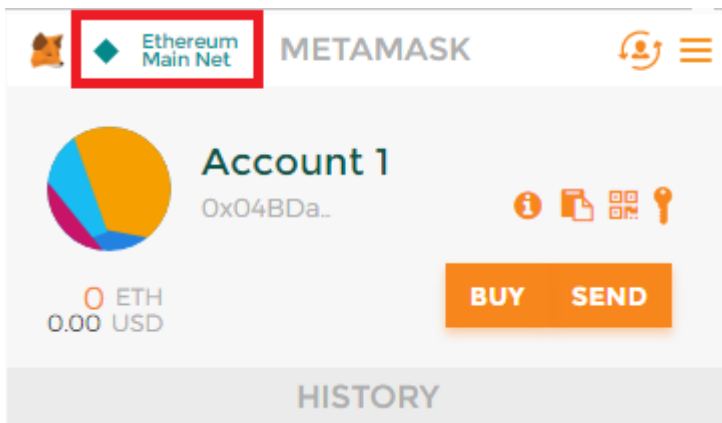 Ethereum
Main Net
METAMASK
Account 1
0x04BDa...
0 ETH
0.00 USD
BUY SEND
HISTORY